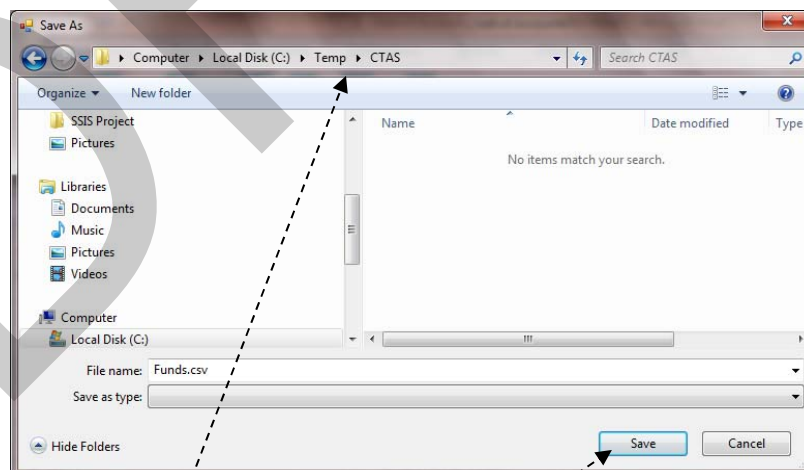 Save As
Computer Local Disk (C:) Temp CTAS
Search CTAS
Organize New folder
SSIS Project
Pictures
Libraries
Documents
Music
Pictures
Videos
Computer
Local Disk (C:)
Name Date modified Type
No items match your search.
File name: Funds.csv
Save as type:
Hide Folders
Save Cancel